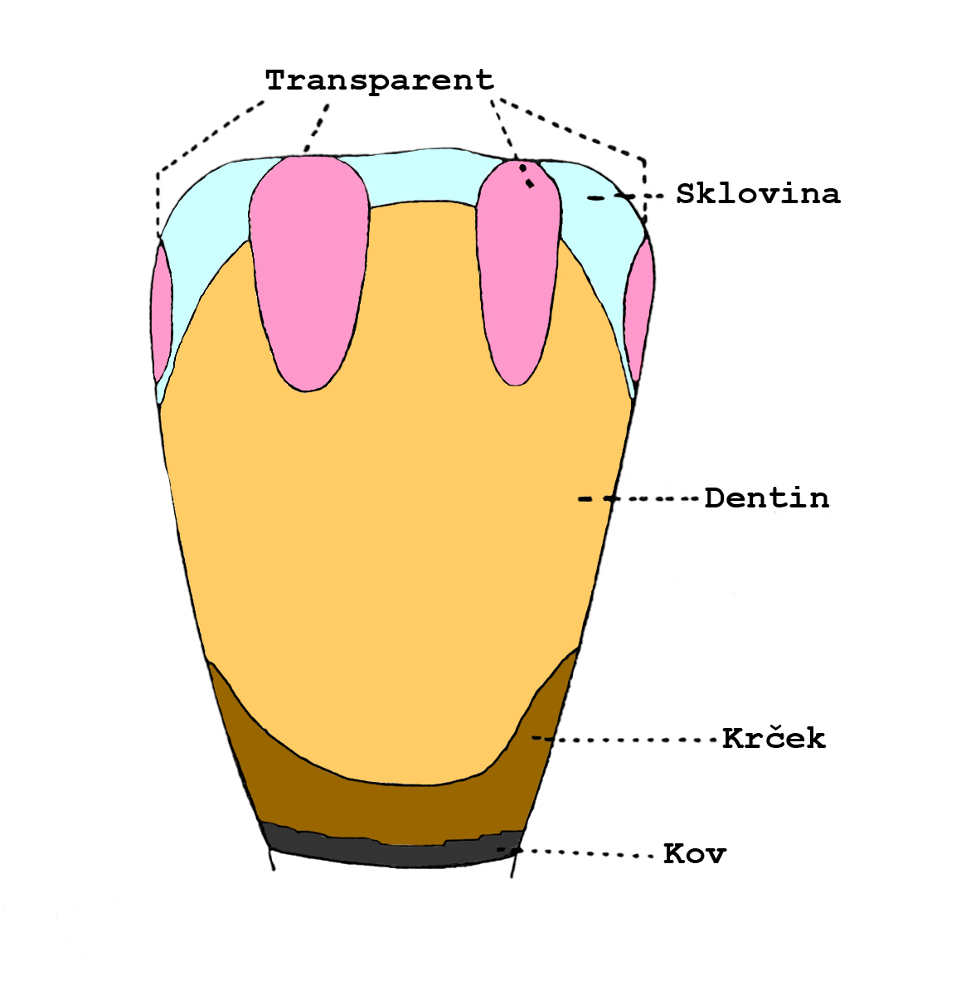 Transparent
Sklovina
Dentin
Krček
Kov